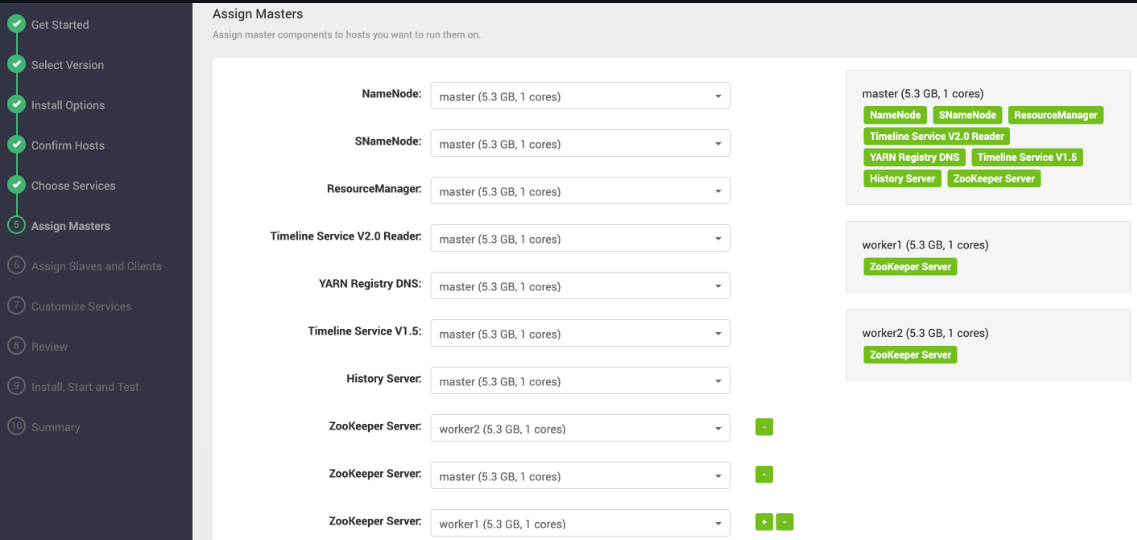 Get Started
Select Version
Install Options
Confirm Hosts
Choose Services
5 Assign Masters
6 Assign Slaves and Clients
7 Customize Services
8 Review
9 Install, Start and Test
10 Summary
Assign Masters
Assign master components to hosts you want to run them on.
NameNode: master (5.3 GB, 1 cores)
SNameNode: master (5.3 GB, 1 cores)
ResourceManager: master (5.3 GB, 1 cores)
Timeline Service V2.0 Reader: master (5.3 GB, 1 cores)
YARN Registry DNS: master (5.3 GB, 1 cores)
Timeline Service V1.5: master (5.3 GB, 1 cores)
History Server: master (5.3 GB, 1 cores)
ZooKeeper Server: worker2 (5.3 GB, 1 cores) -
ZooKeeper Server: master (5.3 GB, 1 cores) -
ZooKeeper Server: worker1 (5.3 GB, 1 cores) + -
master (5.3 GB, 1 cores)
NameNode SNameNode ResourceManager
Timeline Service V2.0 Reader
YARN Registry DNS Timeline Service V1.5
History Server ZooKeeper Server
worker1 (5.3 GB, 1 cores)
ZooKeeper Server
worker2 (5.3 GB, 1 cores)
ZooKeeper Server